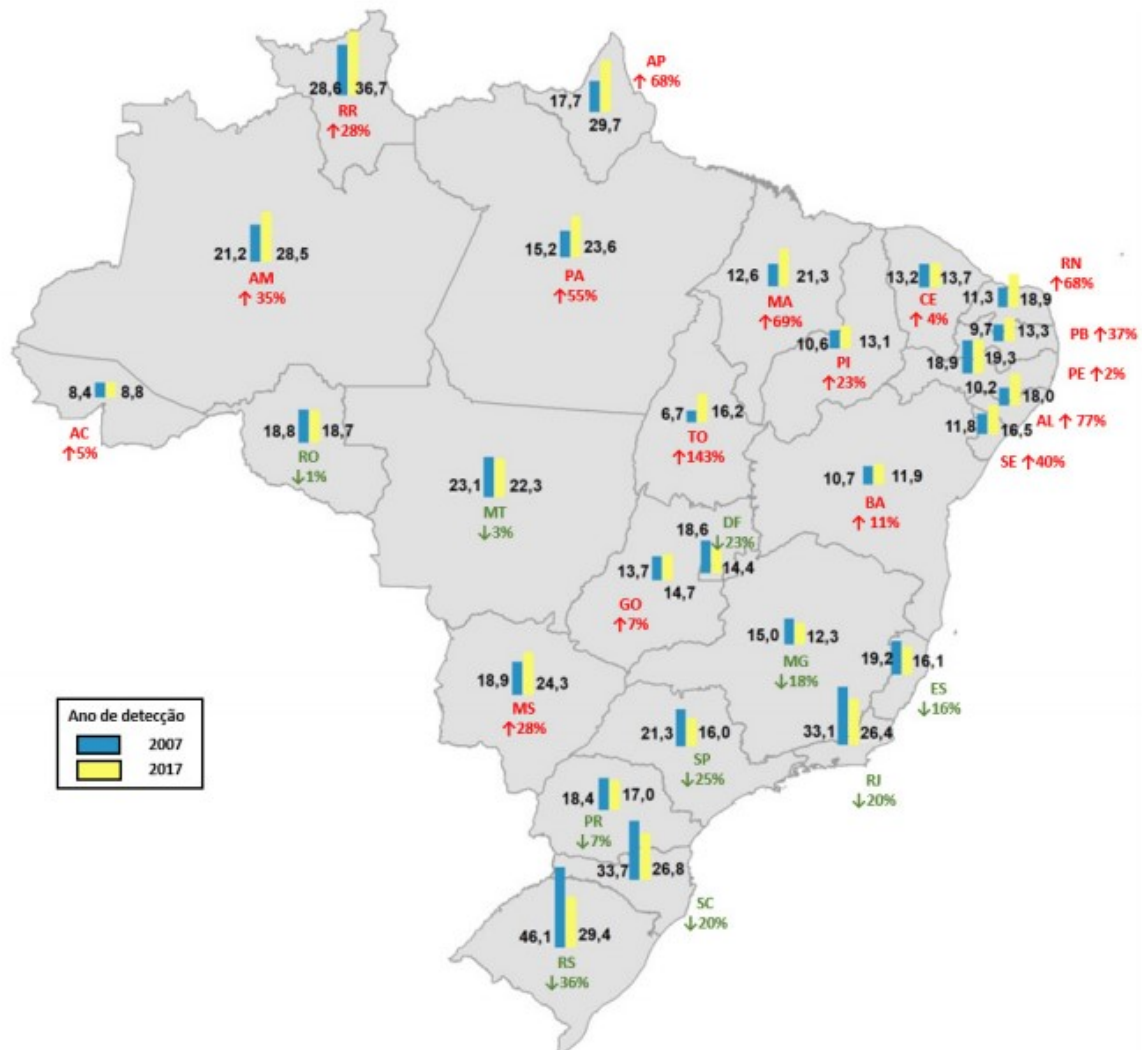 28,6 36,7
RR
↑28%
AP
↑ 68%
17,7
29,7
21,2 28,5
AM
↑ 35%
15,2 23,6
PA
↑55%
12,6 21,3
MA
↑69%
13,2 13,7
CE
↑ 4%
RN
↑68%
11,3 18,9
9,7 13,3
PB ↑37%
10,6 13,1
PI
↑23%
18,9 19,3
PE ↑2%
10,2 18,0
AL ↑ 77%
11,8 16,5
SE ↑40%
8,4 8,8
AC
↑5%
18,8 18,7
RO
↓1%
6,7 16,2
TO
↑143%
23,1 22,3
MT
↓3%
10,7 11,9
BA
↑ 11%
18,6
DF
↓23%
14,4
13,7
14,7
GO
↑7%
15,0 12,3
MG
↓18%
19,2 16,1
ES
↓16%
18,9 24,3
MS
↑28%
21,3 16,0
SP
↓25%
33,1 26,4
RJ
↓20%
Ano de detecção
2007
2017
18,4 17,0
PR
↓7%
33,7 26,8
SC
↓20%
46,1 29,4
RS
↓36%